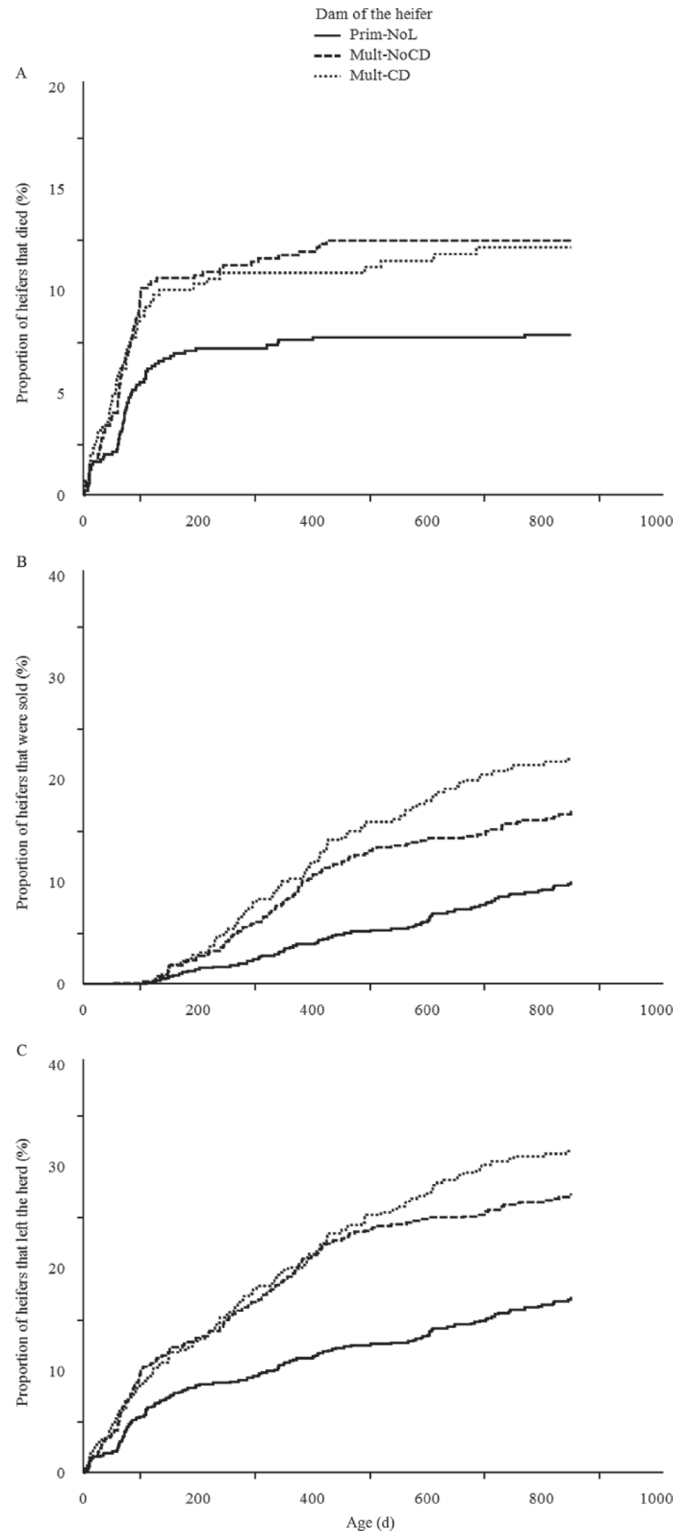 Dam of the heifer
Prim-NoL
Mult-NoCD
Mult-CD
A
Proportion of heifers that died (%)
20
15
10
5
0
0 200 400 600 800 1000
B
Proportion of heifers that were sold (%)
40
30
20
10
0
0 200 400 600 800 1000
C
Proportion of heifers that left the herd (%)
40
30
20
10
0
0 200 400 600 800 1000
Age (d)